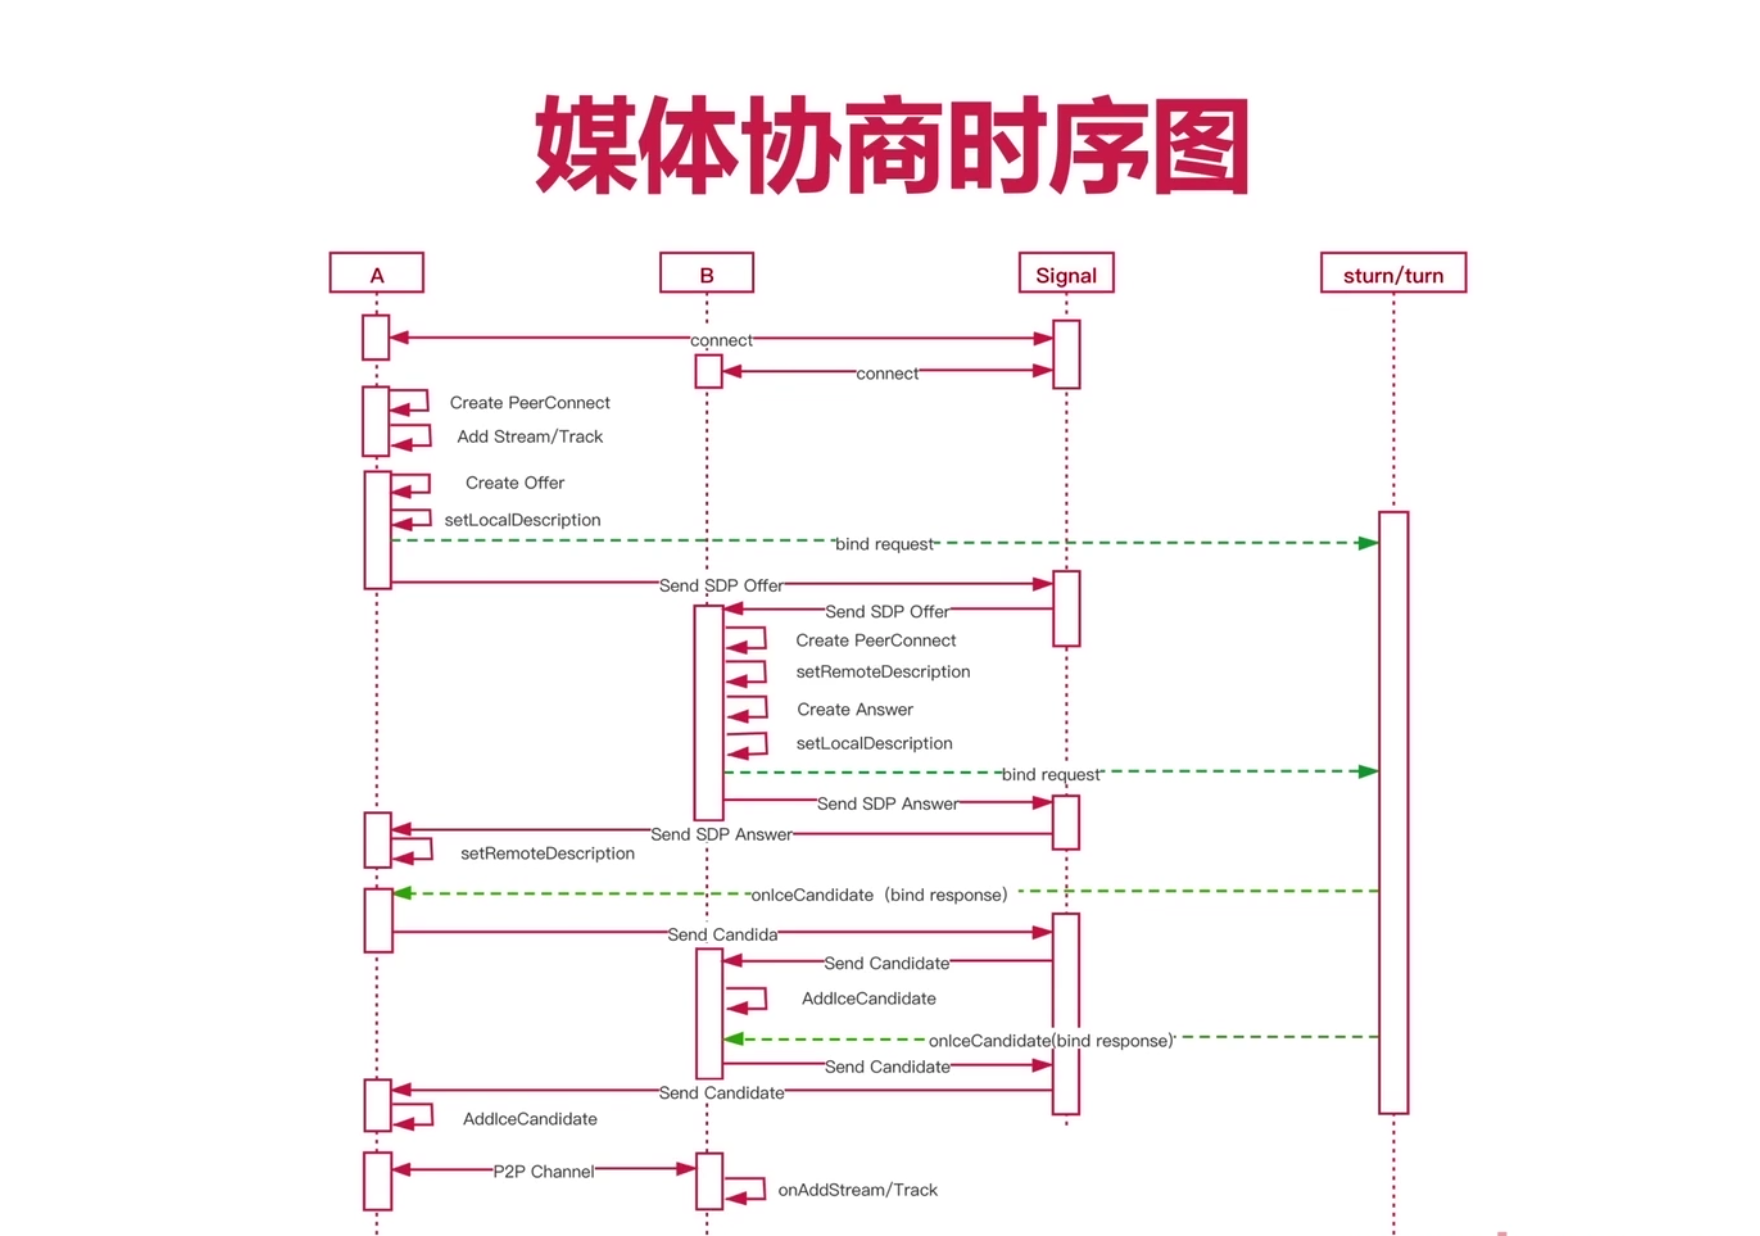 媒体协商时序图
A
B
Signal
sturn/turn
connect
connect
Create PeerConnect
Add Stream/Track
Create Offer
setLocalDescription
bind request
Send SDP Offer
Send SDP Offer
Create PeerConnect
setRemoteDescription
Create Answer
setLocalDescription
bind request
Send SDP Answer
Send SDP Answer
setRemoteDescription
onIceCandidate（bind response）
Send Candida
Send Candidate
AddIceCandidate
onIceCandidate(bind response)
Send Candidate
Send Candidate
AddIceCandidate
P2P Channel
onAddStream/Track